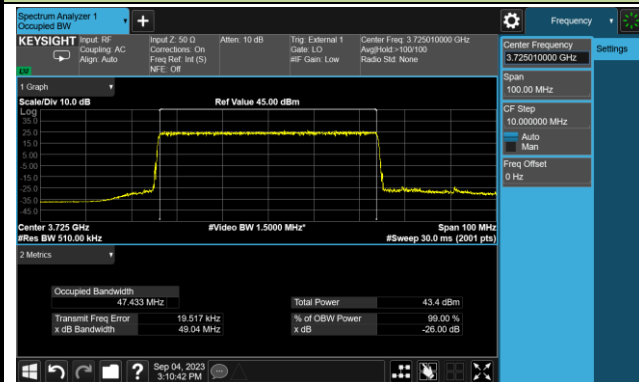 Spectrum Analyzer 1
Occupied BW
Frequency
KEYSIGHT Input: RF
Coupling: AC
Align: Auto
Input Z: 50 Ω
Corrections: On
Freq Ref: Int (S)
NFE: Off
Atten: 10 dB
Trig: External 1
Gate: LO
#IF Gain: Low
Center Freq: 3.725010000 GHz
Avg|Hold:>100/100
Radio Std: None
Center Frequency
3.725010000 GHz
Settings
Span
100.00 MHz
CF Step
10.000000 MHz
Auto
Man
Freq Offset
0 Hz
1 Graph
Scale/Div 10.0 dB
Ref Value 45.00 dBm
Log
35.0
25.0
15.0
5.00
-5.00
-15.0
-25.0
-35.0
-45.0
Center 3.725 GHz
#Video BW 1.5000 MHz*
Span 100 MHz
#Res BW 510.00 kHz
#Sweep 30.0 ms (2001 pts)
2 Metrics
Occupied Bandwidth
47.433 MHz
Total Power
43.4 dBm
Transmit Freq Error
19.517 kHz
% of OBW Power
99.00 %
x dB Bandwidth
49.04 MHz
x dB
-26.00 dB
?
Sep 04, 2023
3:10:42 PM